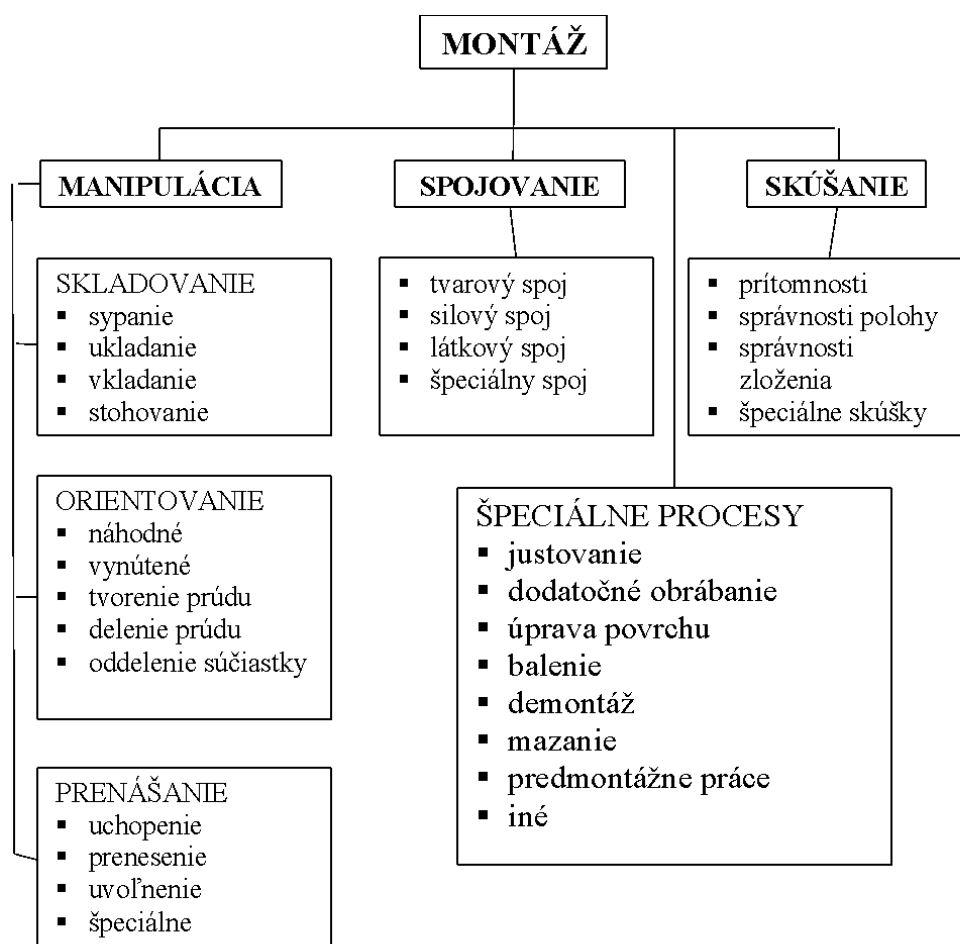 MONTÁŽ
MANIPULÁCIA
SPOJOVANIE
SKÚŠANIE
SKLADOVANIE
▪ sypanie
▪ ukladanie
▪ vkladanie
▪ stohovanie
▪ tvarový spoj
▪ silový spoj
▪ látkový spoj
▪ špeciálny spoj
▪ prítomnosti
▪ správnosti polohy
▪ správnosti
zloženia
▪ špeciálne skúšky
ORIENTOVANIE
▪ náhodné
▪ vynútené
▪ tvorenie prúdu
▪ delenie prúdu
▪ oddelenie súčiastky
ŠPECIÁLNE PROCESY
▪ justovanie
▪ dodatočné obrábanie
▪ úprava povrchu
▪ balenie
▪ demontáž
▪ mazanie
▪ predmontážne práce
▪ iné
PRENÁŠANIE
▪ uchopenie
▪ prenesenie
▪ uvoľnenie
▪ špeciálne